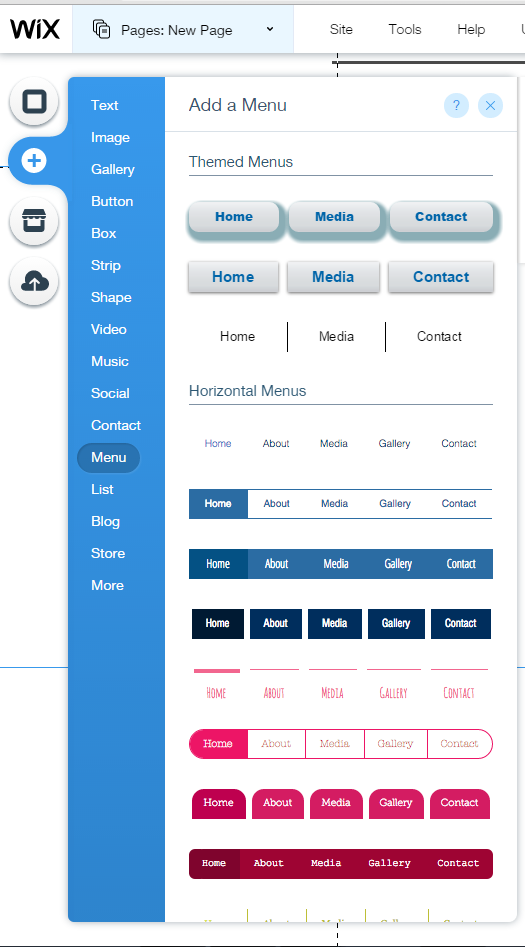 WiX Pages: New Page Site Tools Help
Add a Menu ?
Text
Image
Gallery
Button
Box
Strip
Shape
Video
Music
Social
Contact
Menu
List
Blog
Store
More
Themed Menus
Home Media Contact
Home Media Contact
Home Media Contact
Horizontal Menus
Home About Media Gallery Contact
Home About Media Gallery Contact
Home About Media Gallery Contact
Home About Media Gallery Contact
Home About Media Gallery Contact
Home About Media Gallery Contact
Home About Media Gallery Contact
Home About Media Gallery Contact